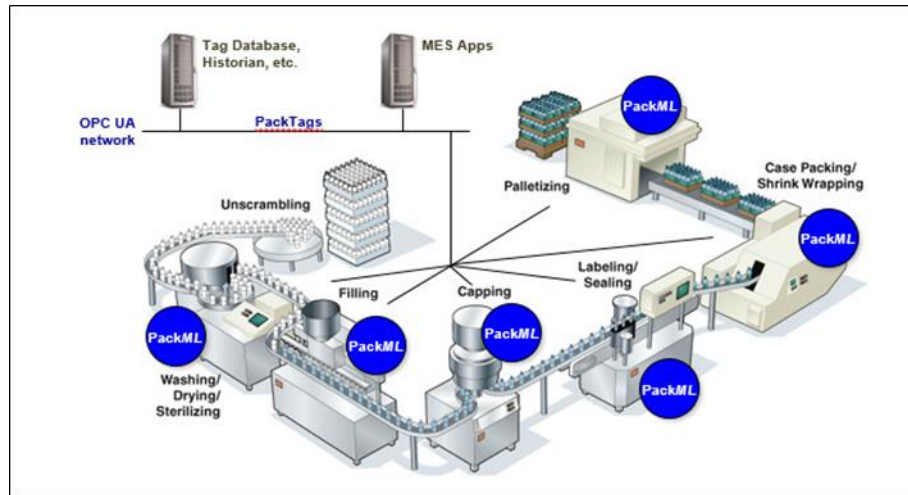 Tag Database,
Historian, etc.
MES Apps
OPC UA
network
PackTags
PackML
Palletizing
Case Packing/
Shrink Wrapping
Unscrambling
PackML
Labeling/
Sealing
Filling
Capping
PackML
PackML
PackML
Washing/
Drying/
Sterilizing
PackML